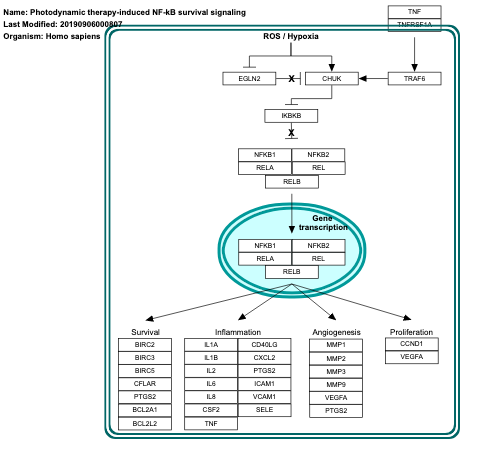 Name: Photodynamic therapy-induced NF-kB survival signaling
Last Modified: 20190906000807
Organism: Homo sapiens
TNF
TNFRSF1A
ROS / Hypoxia
EGLN2
X
CHUK
TRAF6
IKBKB
X
NFKB1
NFKB2
RELA
REL
RELB
Gene
transcription
NFKB1
NFKB2
RELA
REL
RELB
Survival
BIRC2
BIRC3
BIRC5
CFLAR
PTGS2
BCL2A1
BCL2L2
Inflammation
IL1A
CD40LG
IL1B
CXCL2
IL2
PTGS2
IL6
ICAM1
IL8
VCAM1
CSF2
SELE
TNF
Angiogenesis
MMP1
MMP2
MMP3
MMP9
VEGFA
PTGS2
Proliferation
CCND1
VEGFA